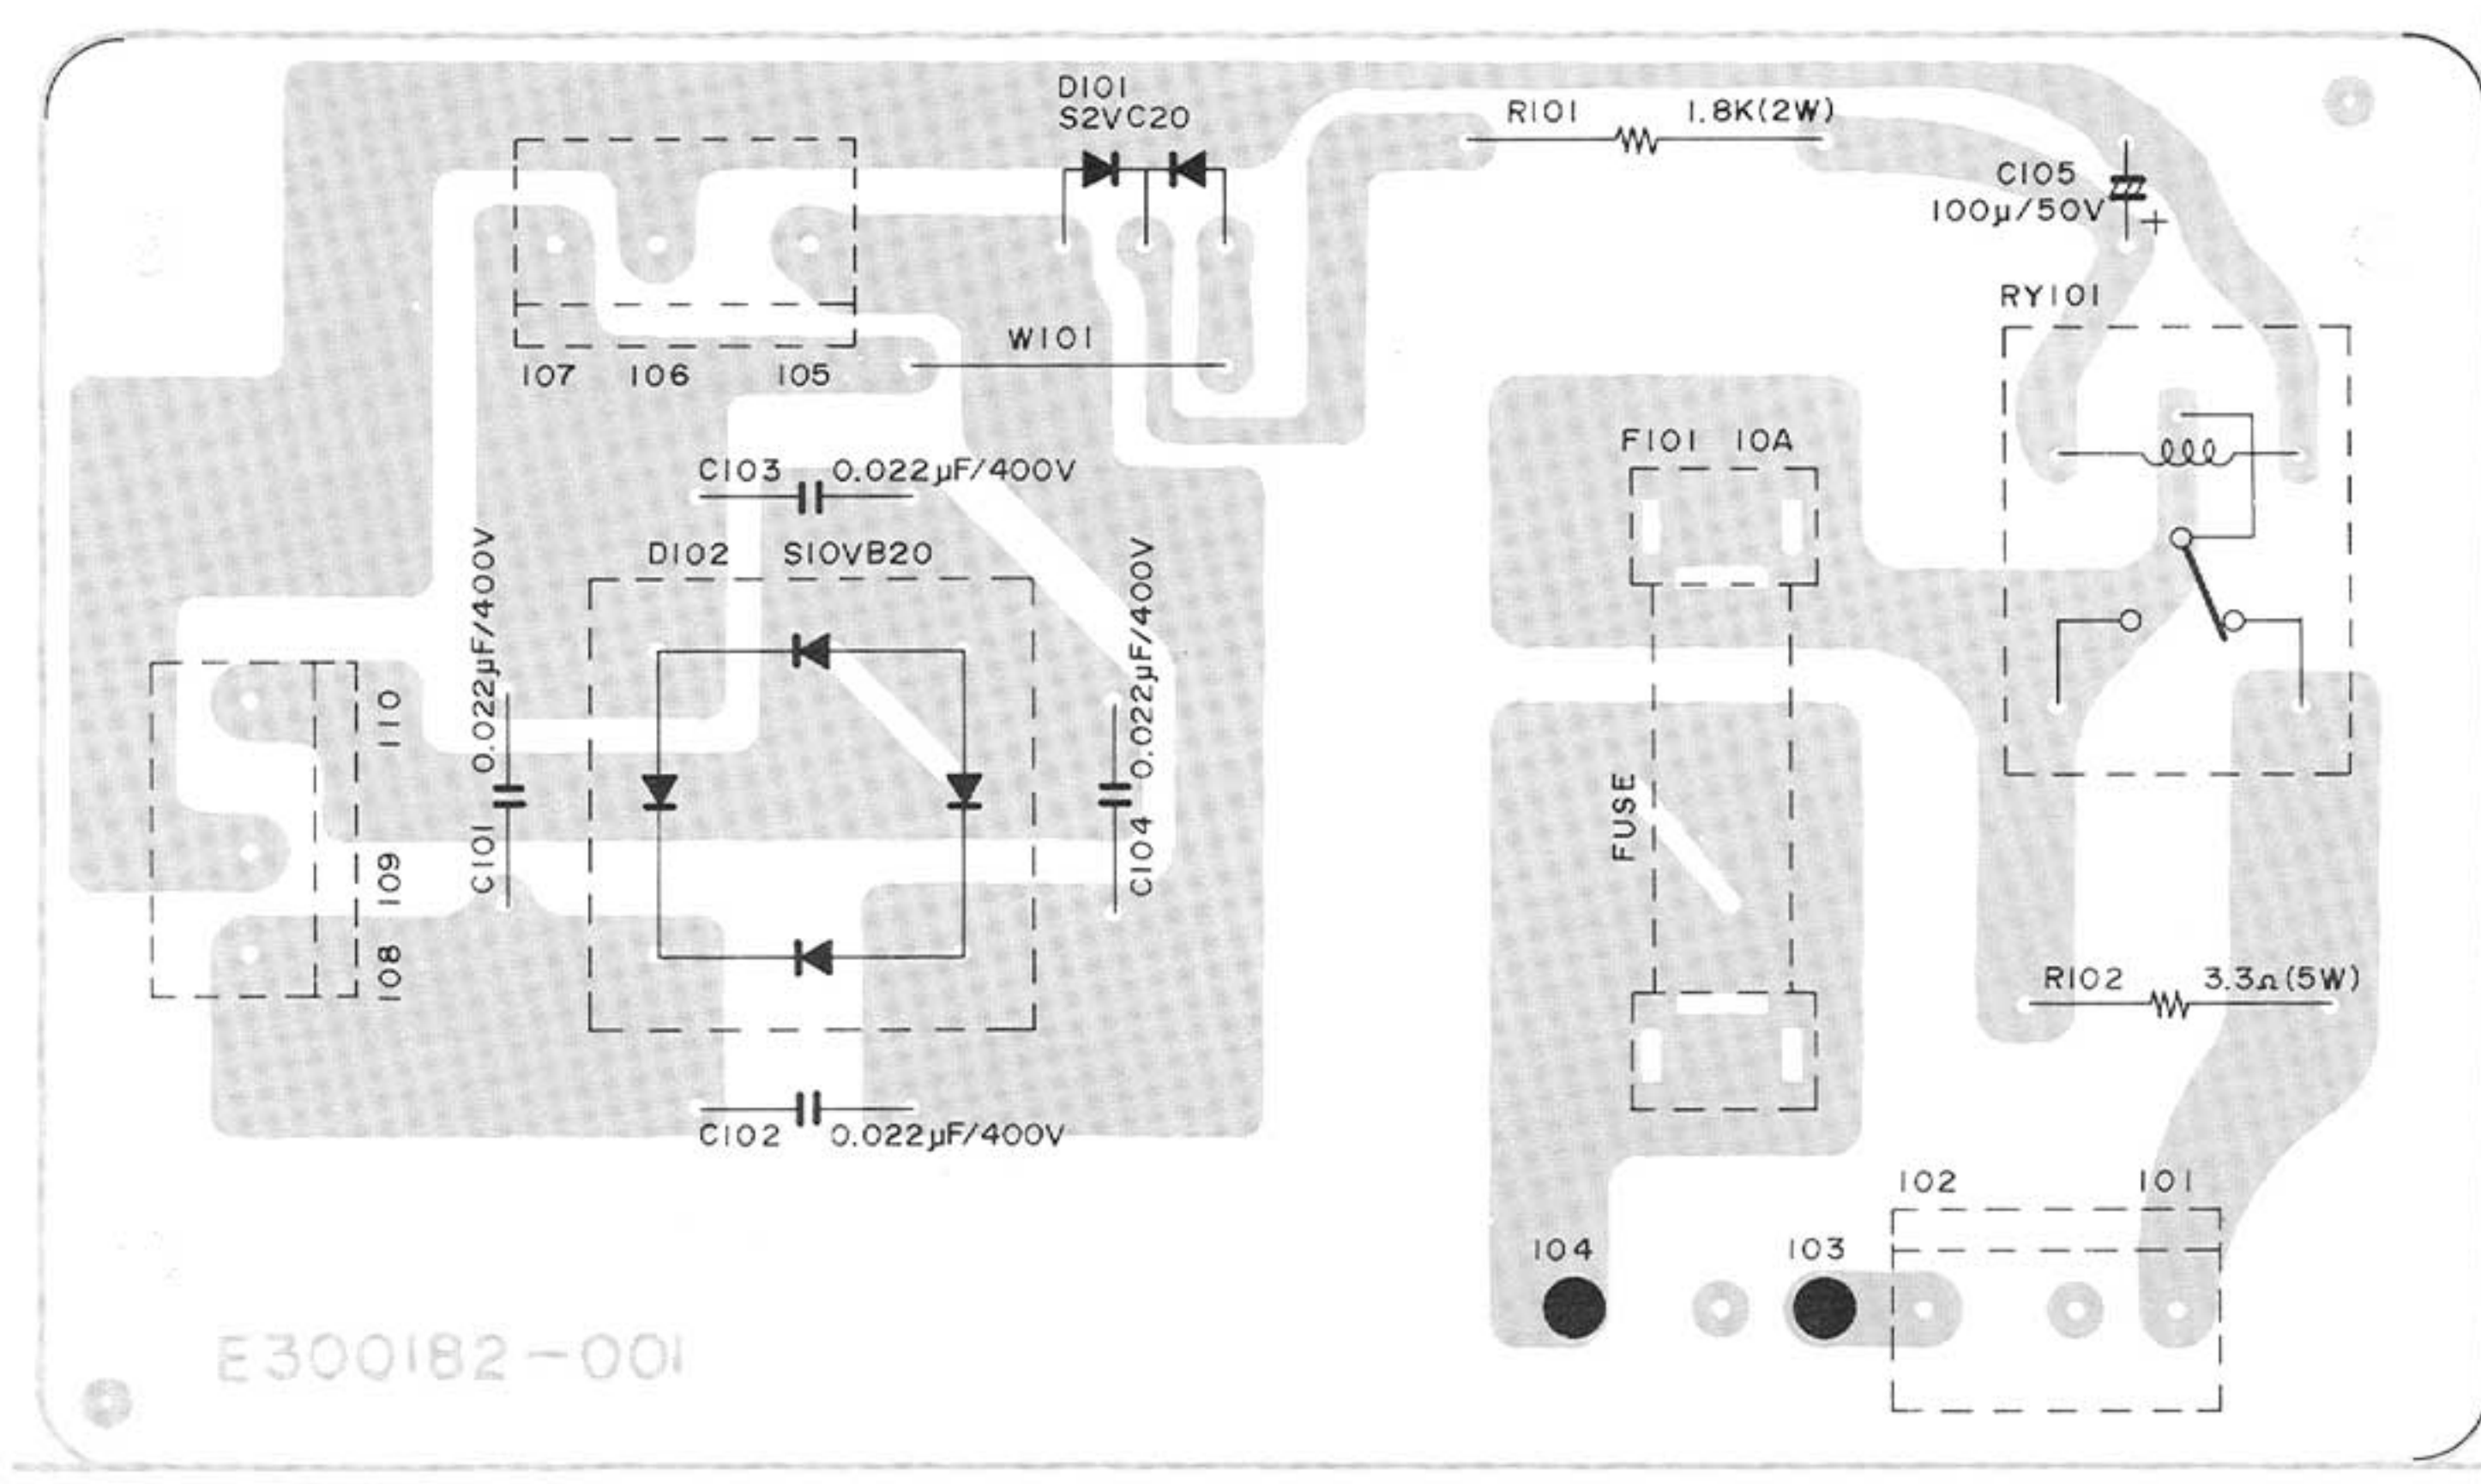 D101
S2VC20
R101 1.8K(2W)
C105
100µ/50V
+
RY101
W101
107 106 105
F101 10A
C103 0.022µF/400V
D102 S10VB20
C101 0.022µF/400V
C104 0.022µF/400V
110
109
108
FUSE
R102 3.3Ω(5W)
C102 0.022µF/400V
102 101
104 103
E300182-001